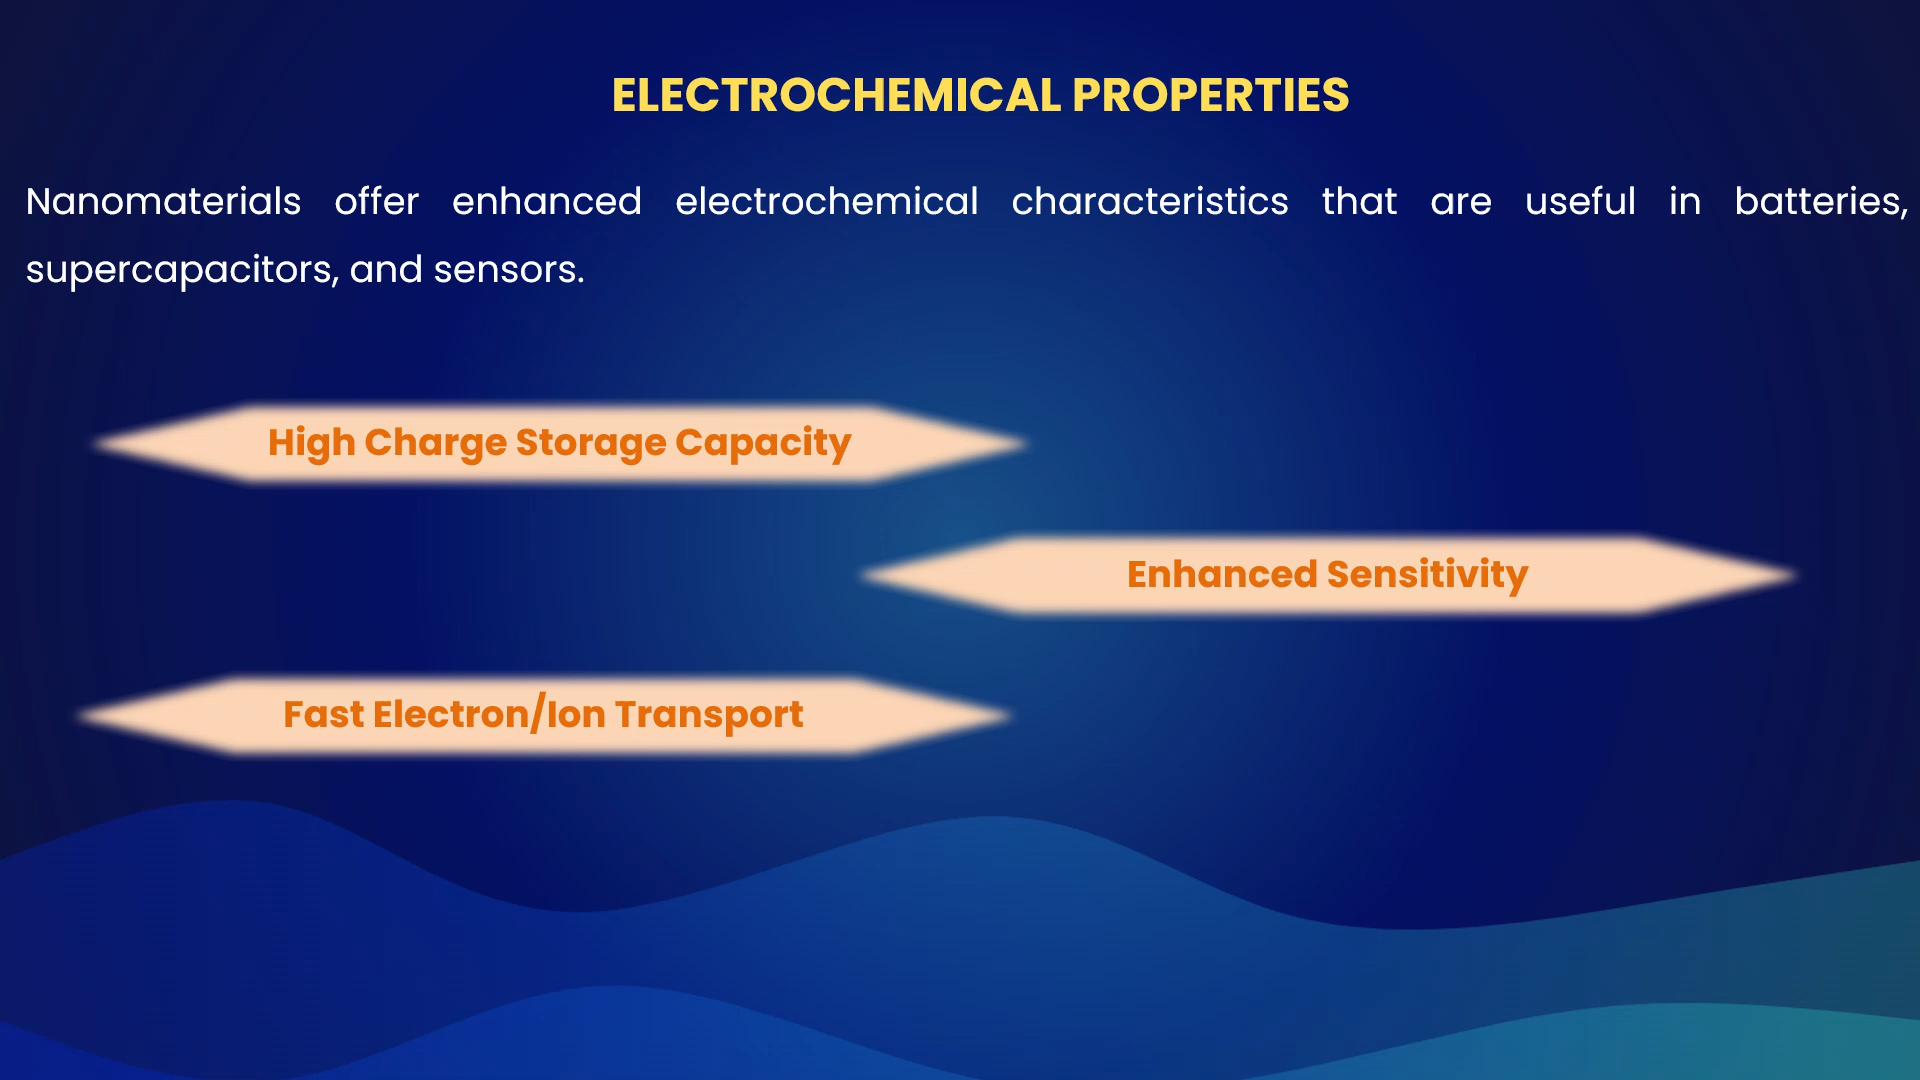 ELECTROCHEMICAL PROPERTIES
Nanomaterials offer enhanced electrochemical characteristics that are useful in batteries,
supercapacitors, and sensors.
High Charge Storage Capacity
Enhanced Sensitivity
Fast Electron/Ion Transport